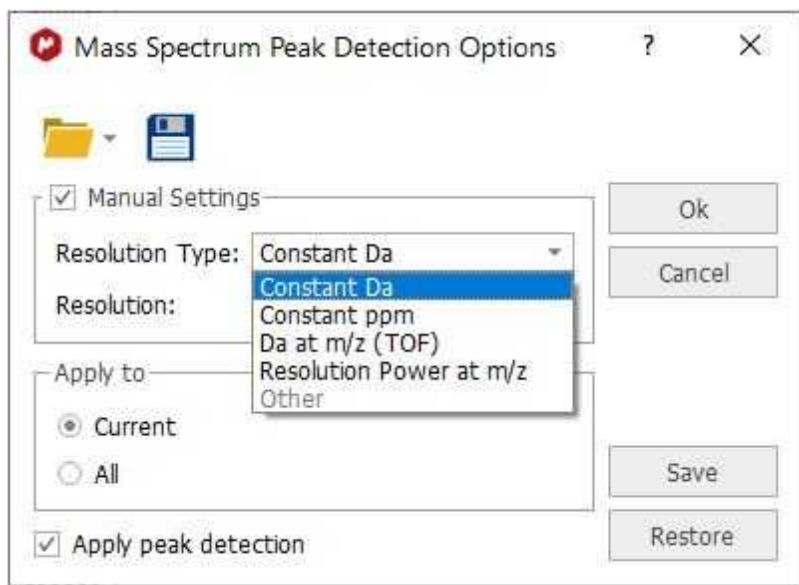 Mass Spectrum Peak Detection Options
?
Manual Settings
Resolution Type: Constant Da
Constant Da
Constant ppm
Da at m/z (TOF)
Resolution Power at m/z
Other
Resolution:
Apply to
Current
All
Apply peak detection
Ok
Cancel
Save
Restore